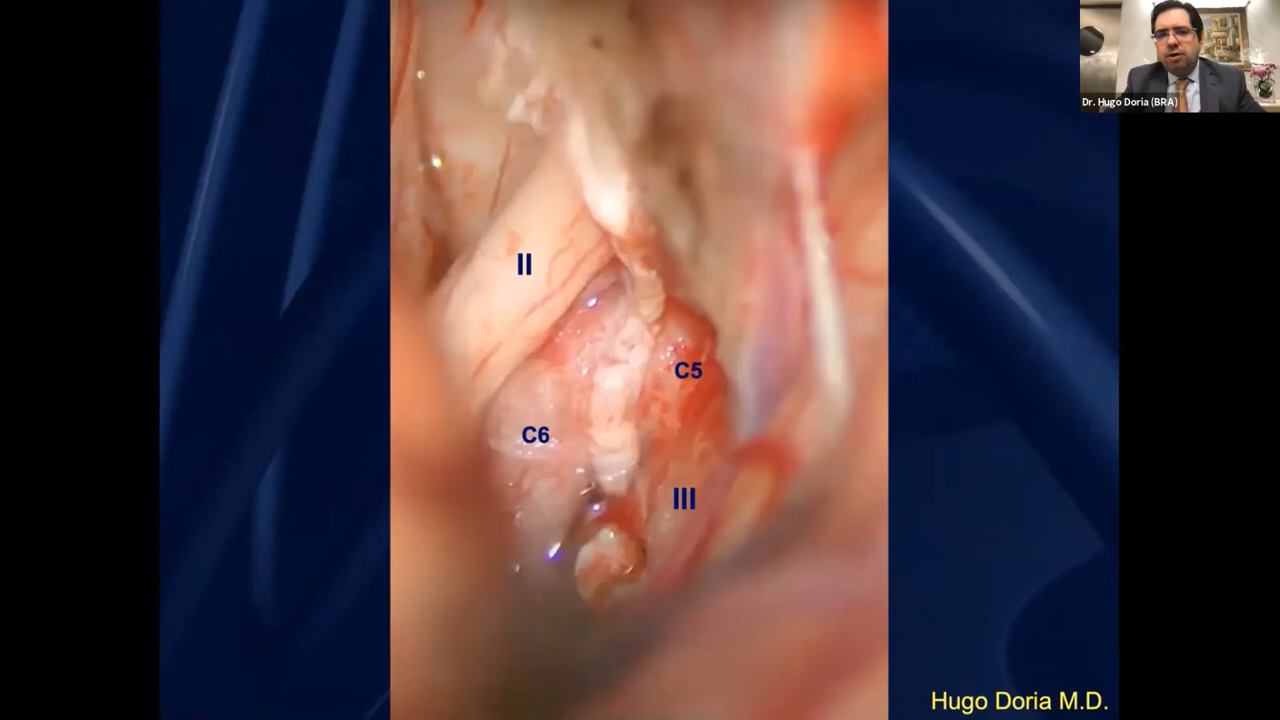 Dr. Hugo Doria (BRA)
II
C5
C6
III
Hugo Doria M.D.